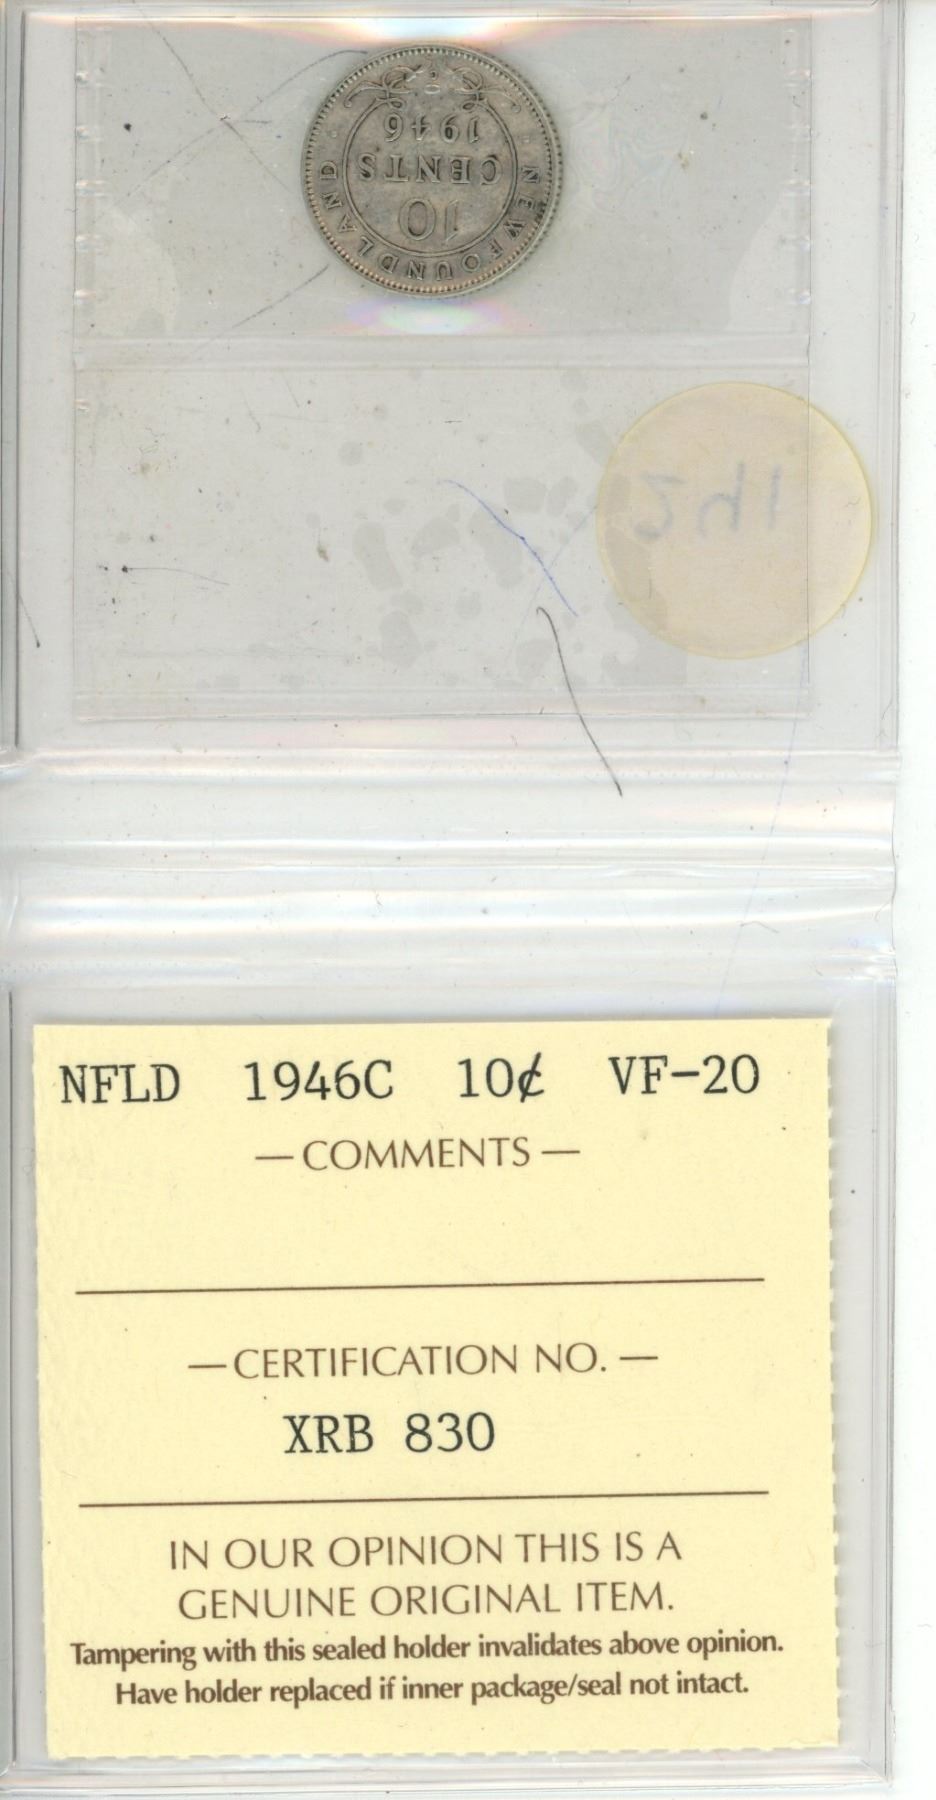 10
CENTS
1946
NEWFOUNDLAND
241
NFLD 1946C 10¢ VF-20
— COMMENTS —
— CERTIFICATION NO. —
XRB 830
IN OUR OPINION THIS IS A
GENUINE ORIGINAL ITEM.
Tampering with this sealed holder invalidates above opinion.
Have holder replaced if inner package/seal not intact.